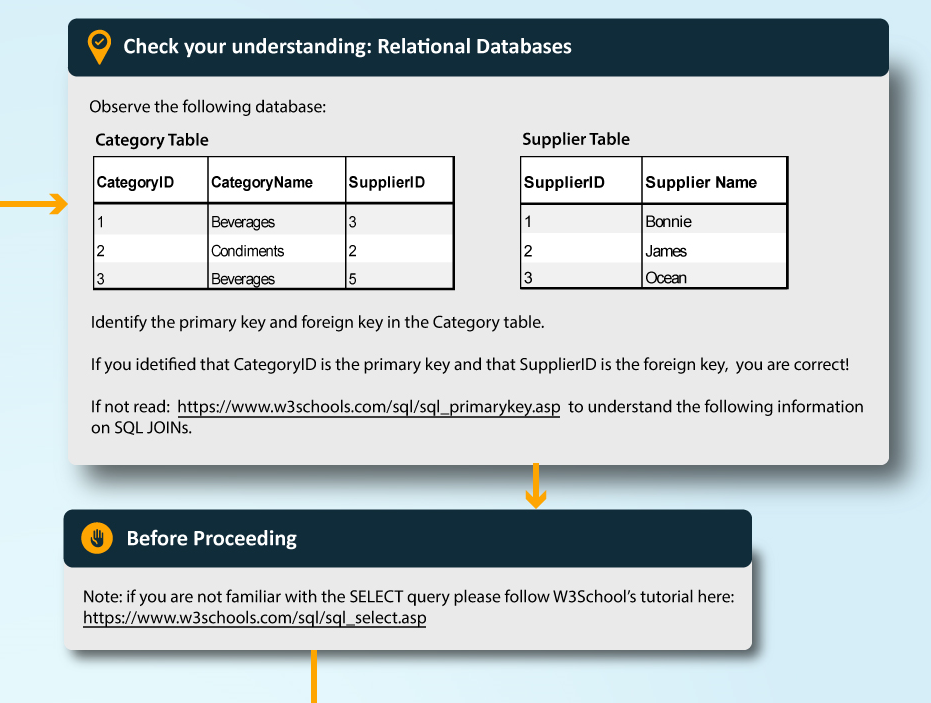 Check your understanding: Relational Databases
Observe the following database:
Category Table
CategoryID CategoryName SupplierID
1 Beverages 3
2 Condiments 2
3 Beverages 5
Supplier Table
SupplierID Supplier Name
1 Bonnie
2 James
3 Ocean
Identify the primary key and foreign key in the Category table.
If you idetified that CategoryID is the primary key and that SupplierID is the foreign key, you are correct!
If not read: https://www.w3schools.com/sql/sql_primarykey.asp to understand the following information
on SQL JOINs.
Before Proceeding
Note: if you are not familiar with the SELECT query please follow W3School's tutorial here:
https://www.w3schools.com/sql/sql_select.asp